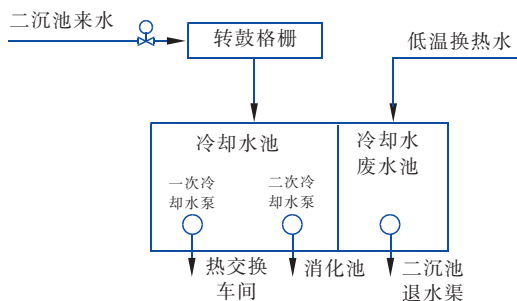 二沉池来水
转鼓格栅
低温换热水
冷却水池
冷却水
废水池
一次冷
却水泵
二次冷
却水泵
热交换
车间
消化池
二沉池
退水渠